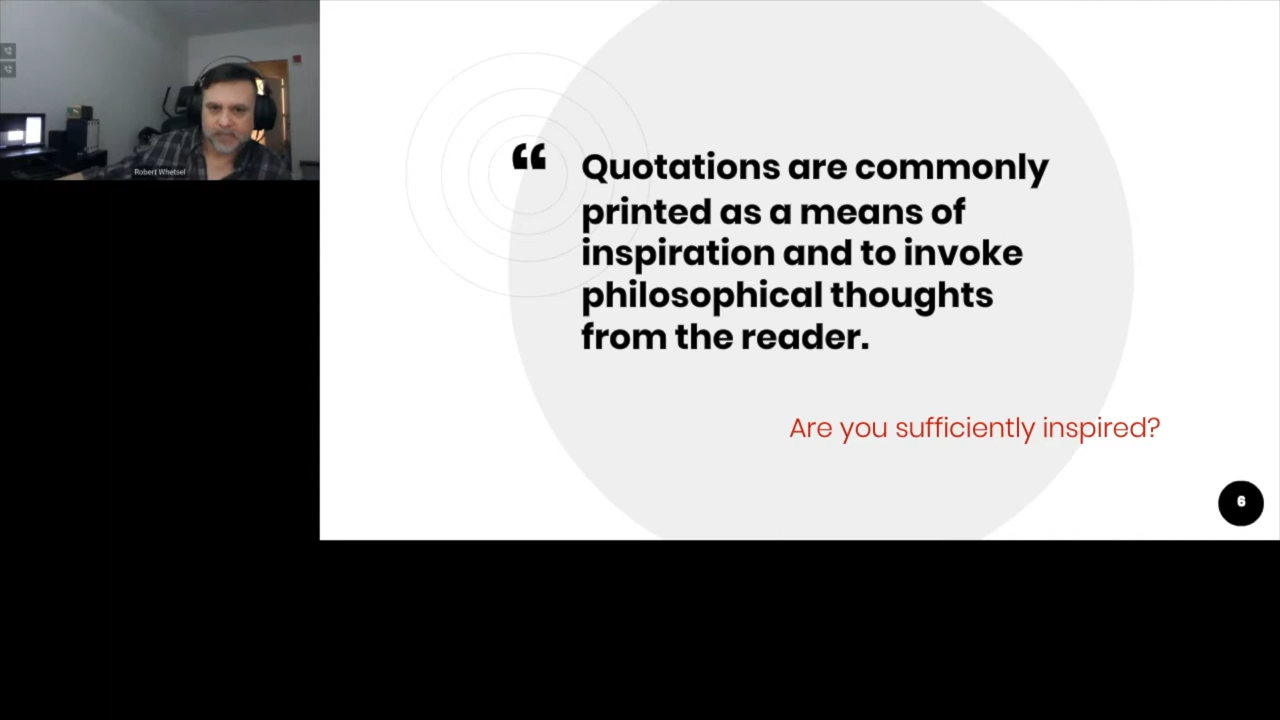 Robert Whetsel
“
Quotations are commonly
printed as a means of
inspiration and to invoke
philosophical thoughts
from the reader.
Are you sufficiently inspired?
6